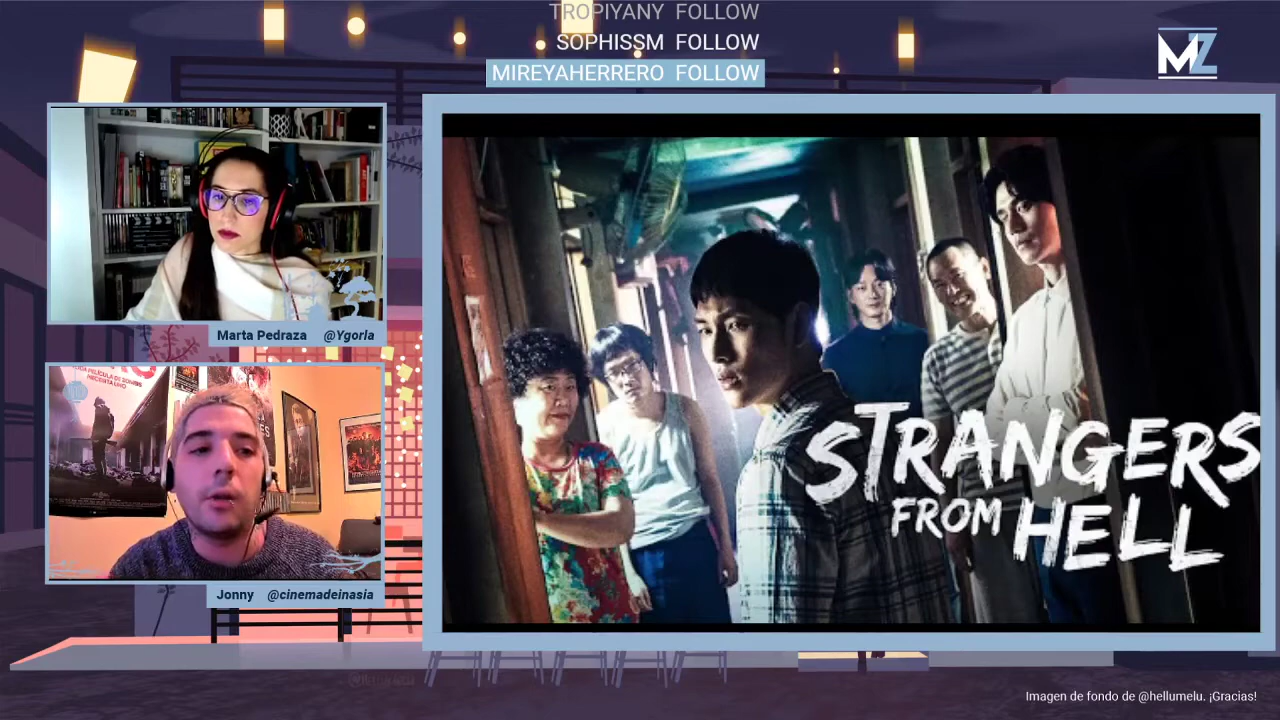 TROPIYANY FOLLOW
SOPHISSM FOLLOW
MIREYAHERRERO FOLLOW
MZ
Marta Pedraza @Ygorla
Jonny @cinemadeinasia
STRANGERS
FROM HELL
Imagen de fondo de @hellumelu. ¡Gracias!